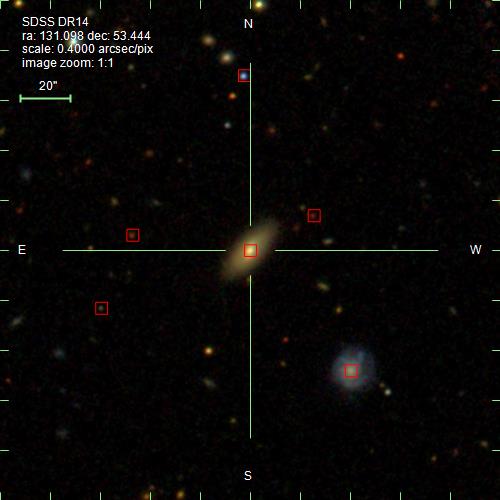 SDSS DR14
ra: 131.098 dec: 53.444
scale: 0.4000 arcsec/pix
image zoom: 1:1
20"
N
E
W
S